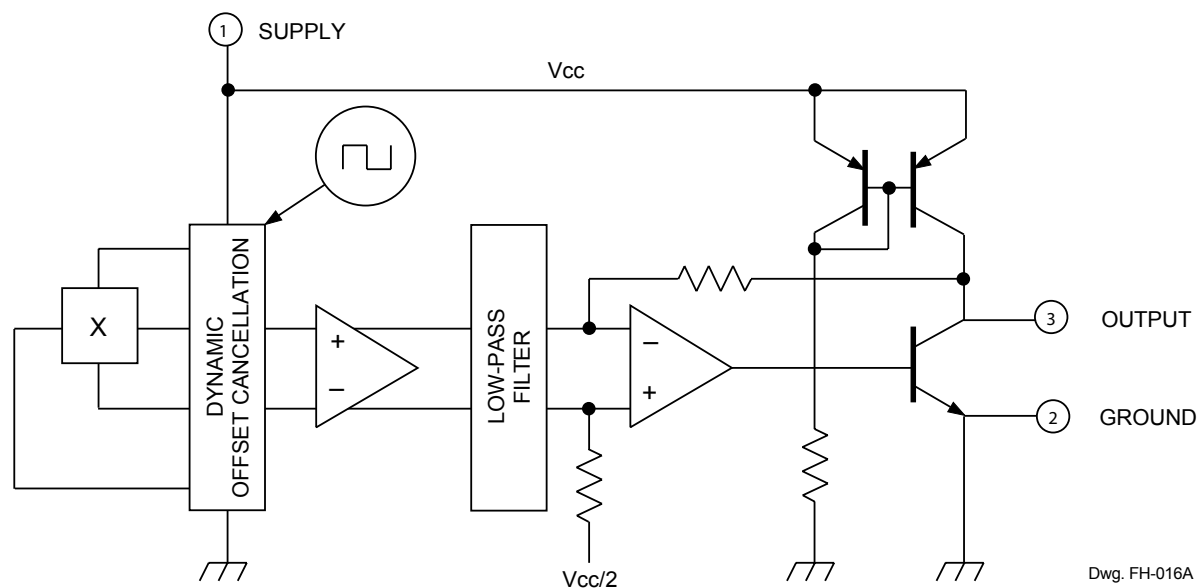 1 SUPPLY
Vcc
X
DYNAMIC
OFFSET CANCELLATION
+
−
LOW-PASS
FILTER
−
+
3 OUTPUT
2 GROUND
Vcc/2
Dwg. FH-016A